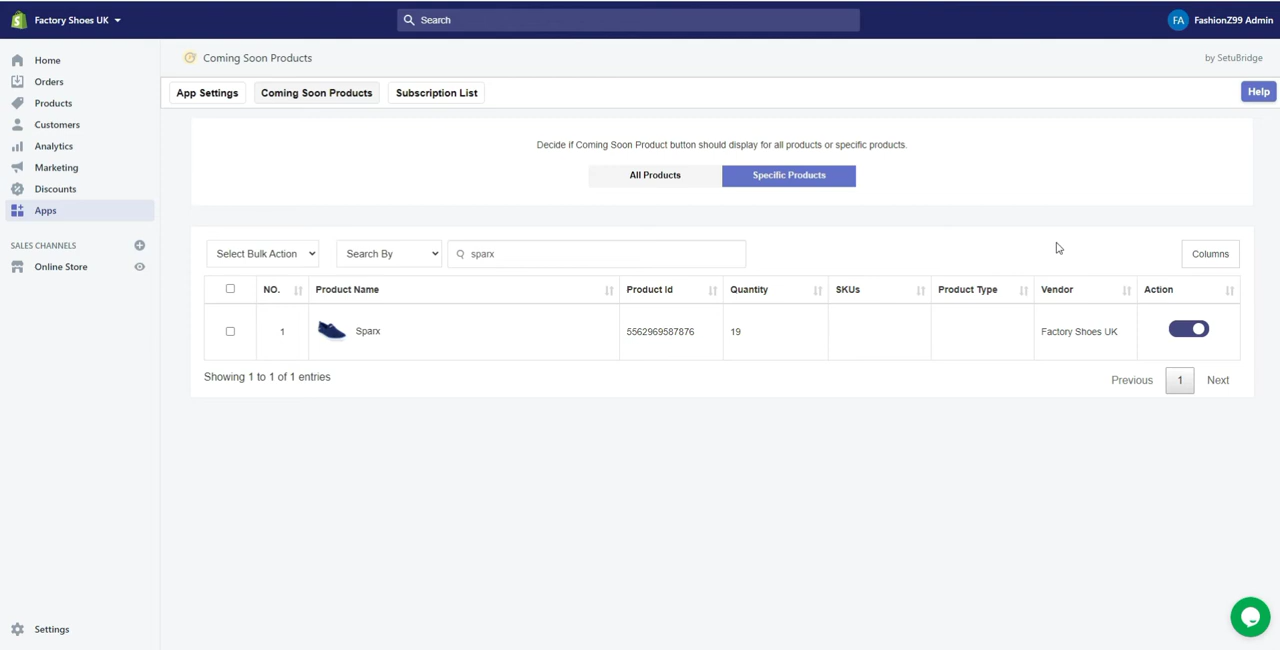 Factory Shoes UK
Search
FA FashionZ99 Admin
Home
Orders
Products
Customers
Analytics
Marketing
Discounts
Apps
SALES CHANNELS
Online Store
Settings
Coming Soon Products
by SetuBridge
App Settings Coming Soon Products Subscription List
Help
Decide if Coming Soon Product button should display for all products or specific products.
All Products Specific Products
Select Bulk Action Search By sparx Columns
NO. Product Name Product Id Quantity SKUs Product Type Vendor Action
1 Sparx 5562969587876 19 Factory Shoes UK
Showing 1 to 1 of 1 entries
Previous 1 Next